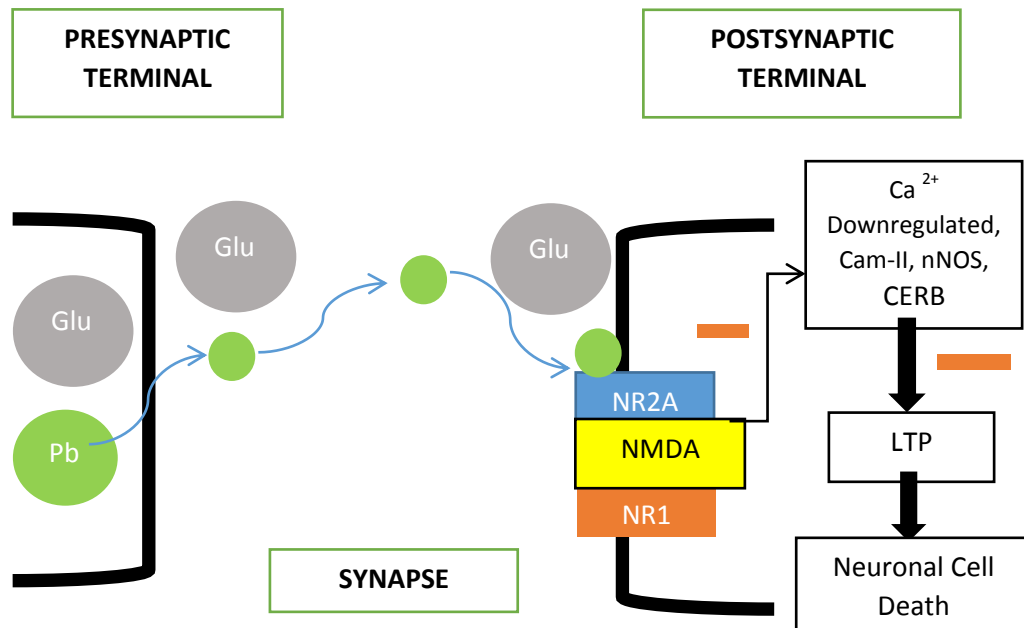 PRESYNAPTIC
TERMINAL
POSTSYNAPTIC
TERMINAL
Glu
Glu
Pb
Glu
NR2A
NMDA
NR1
SYNAPSE
Ca 2+
Downregulated,
Cam-II, nNOS,
CERB
LTP
Neuronal Cell
Death